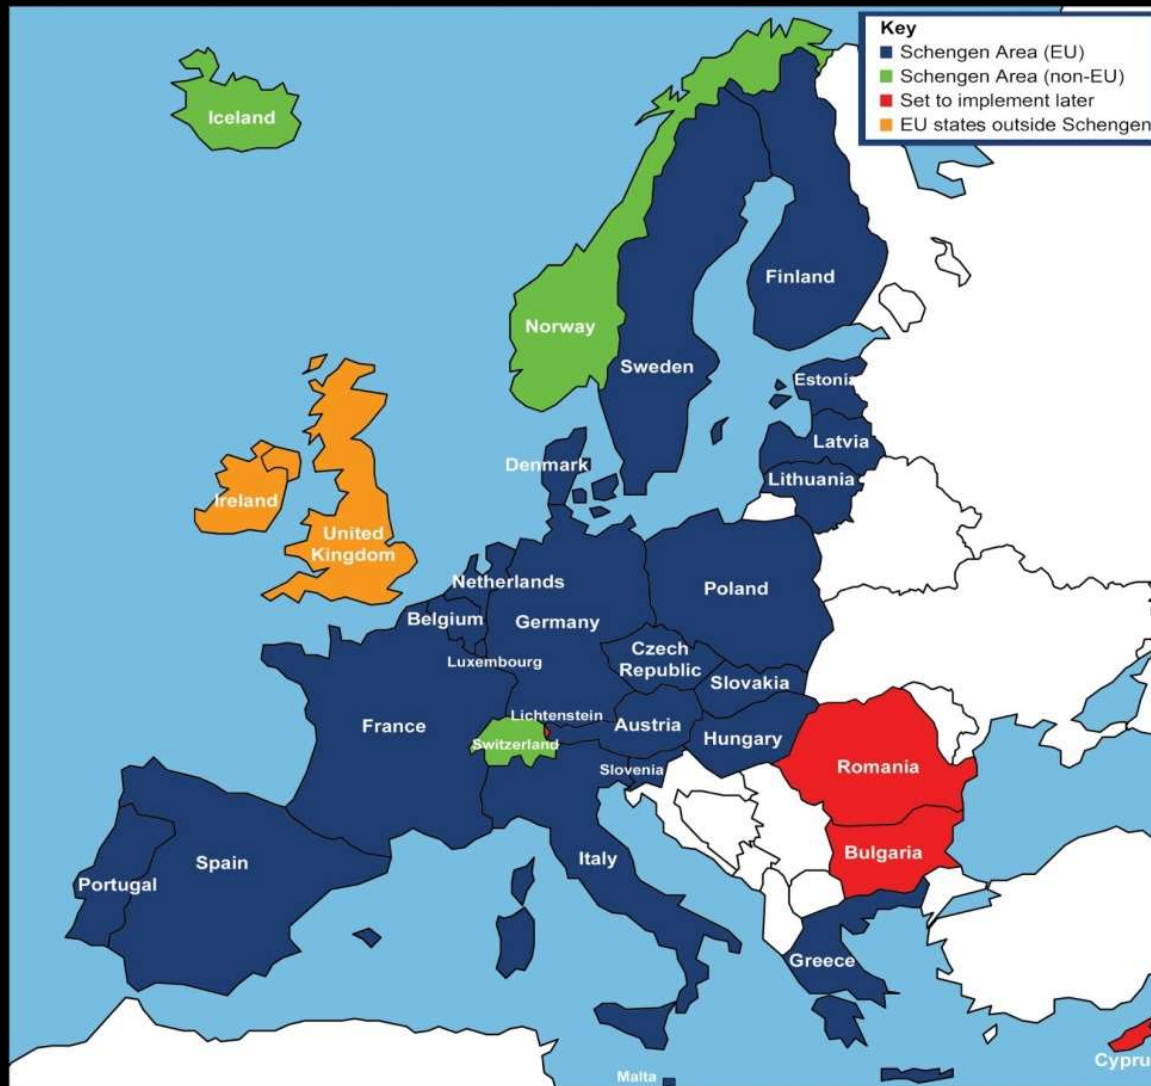 Key
Schengen Area (EU)
Schengen Area (non-EU)
Set to implement later
EU states outside Schengen
Iceland
Finland
Norway
Sweden
Estonia
Latvia
Denmark
Lithuania
Ireland
United
Kingdom
Netherlands
Poland
Belgium
Germany
Czech
Republic
Luxembourg
Slovakia
Lichtenstein
France
Austria
Switzerland
Hungary
Slovenia
Romania
Bulgaria
Italy
Spain
Portugal
Greece
Cypru
Malta